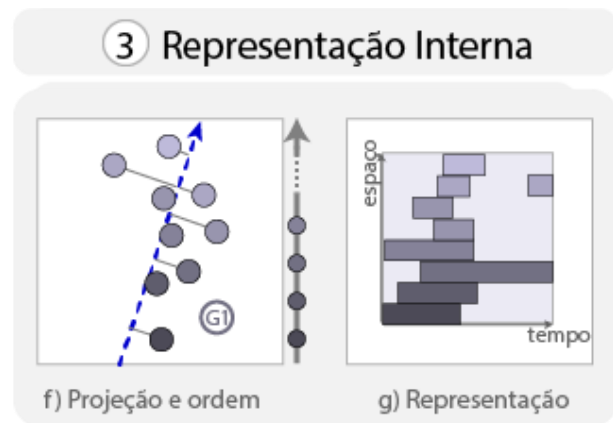 3 Representação Interna
G1
espaço
tempo
f) Projeção e ordem
g) Representação